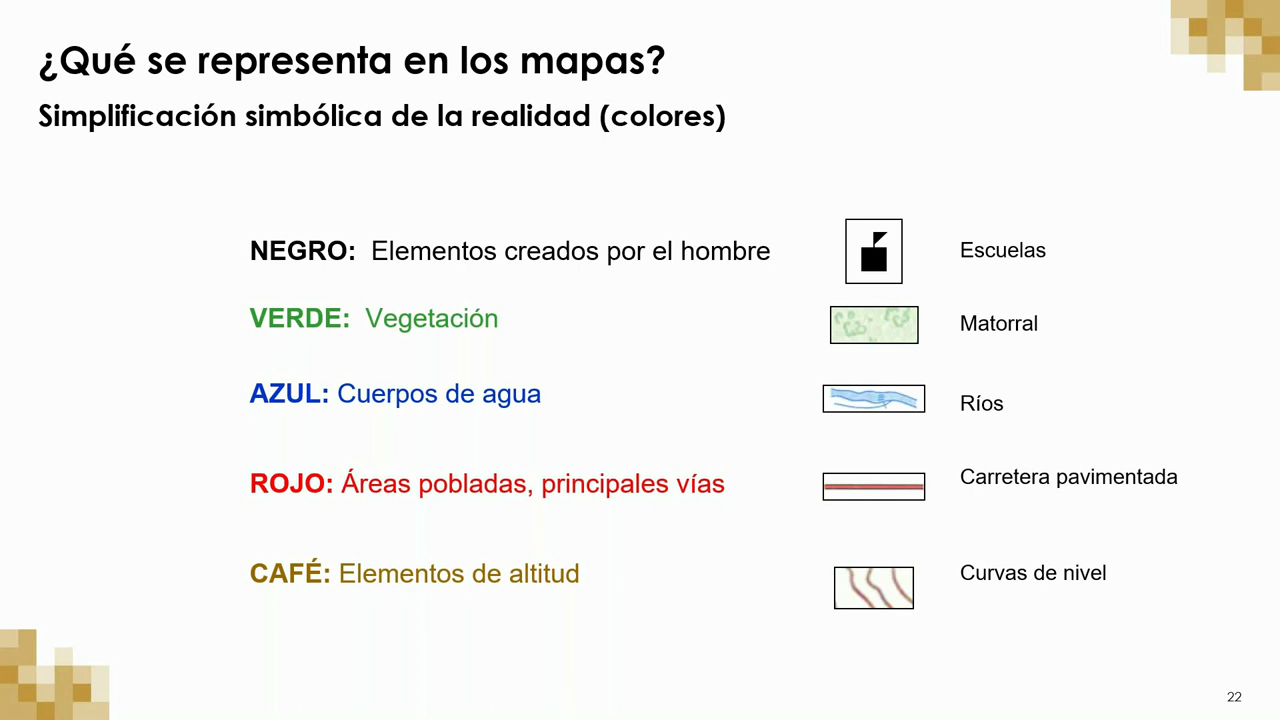 ¿Qué se representa en los mapas?
Simplificación simbólica de la realidad (colores)
NEGRO: Elementos creados por el hombre
Escuelas
VERDE: Vegetación
Matorral
AZUL: Cuerpos de agua
Ríos
ROJO: Áreas pobladas, principales vías
Carretera pavimentada
CAFÉ: Elementos de altitud
Curvas de nivel
22